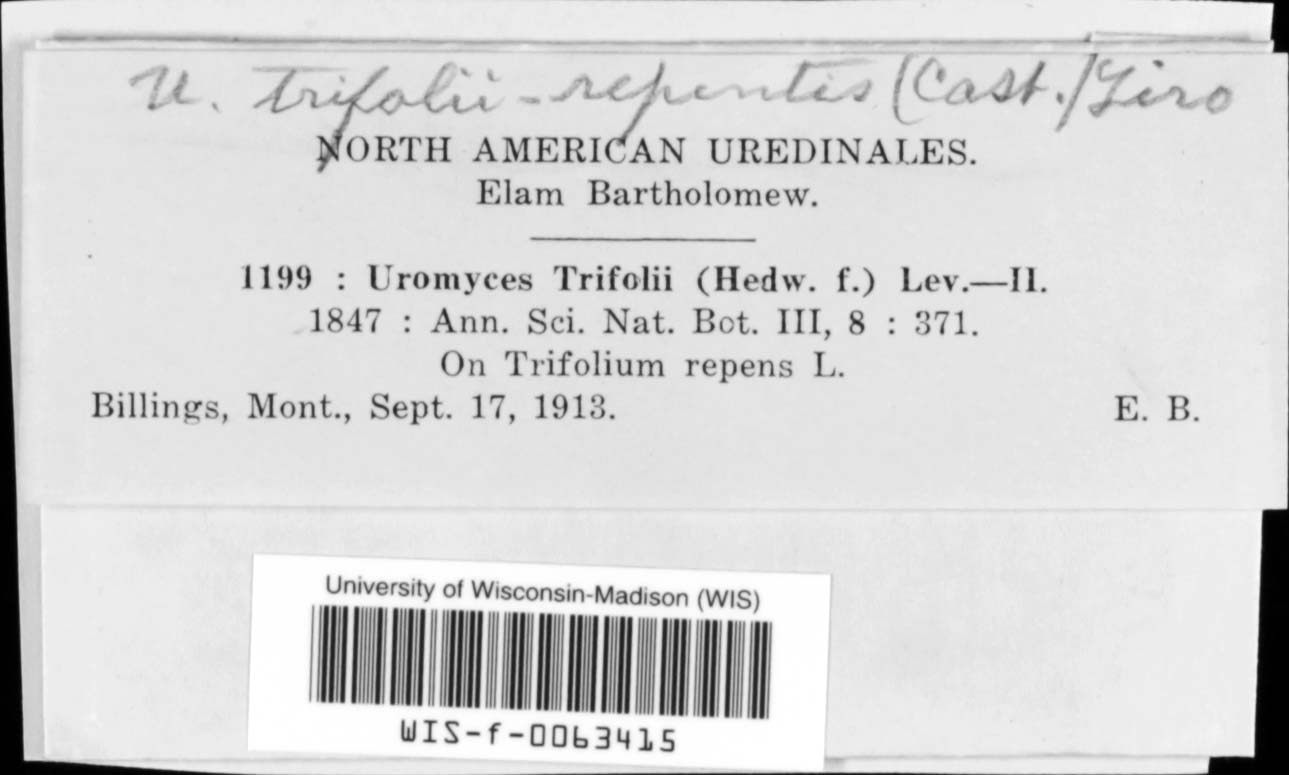 U. trifolii-repentis (Cast.) Liro
NORTH AMERICAN UREDINALES.
Elam Bartholomew.
1199 : Uromyces Trifolii (Hedw. f.) Lev.—II.
1847 : Ann. Sci. Nat. Bot. III, 8 : 371.
On Trifolium repens L.
Billings, Mont., Sept. 17, 1913. E. B.
University of Wisconsin-Madison (WIS)
WIS-f-0063415